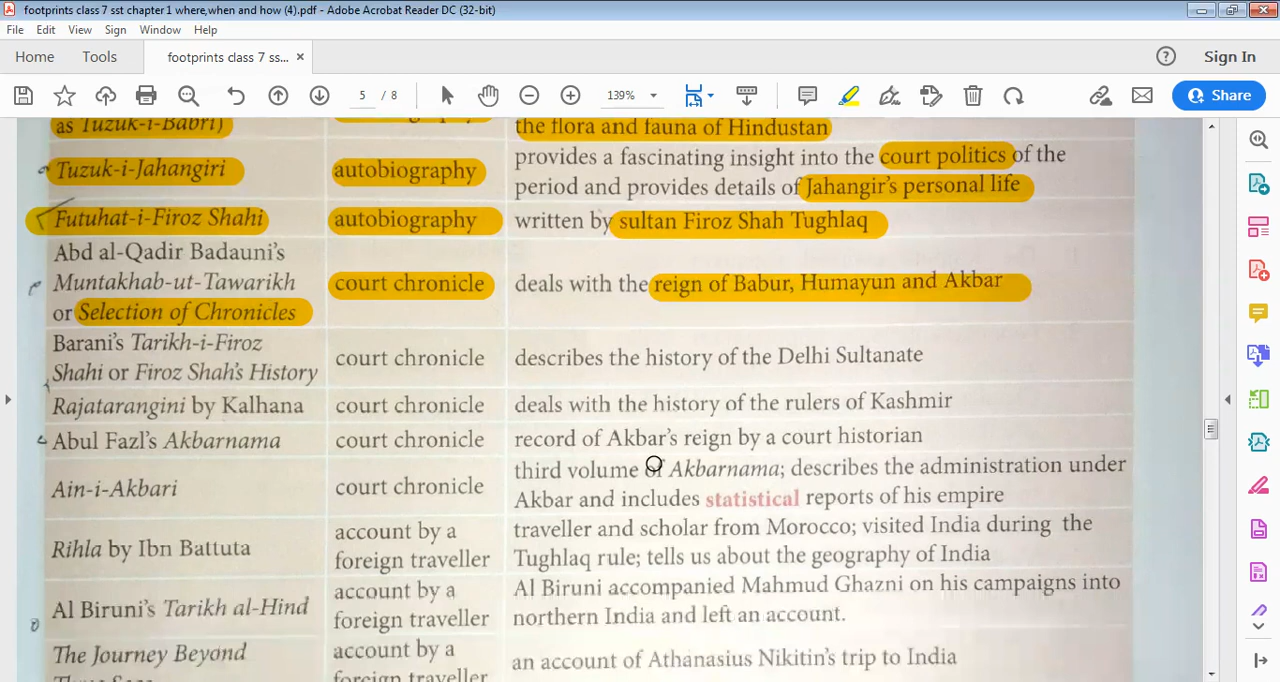 footprints class 7 sst chapter 1 where,when and how (4).pdf - Adobe Acrobat Reader DC (32-bit)
File Edit View Sign Window Help
Home Tools footprints class 7 ss... × Sign In
5 / 8 139% Share
as Tuzuk-i-Babri) the flora and fauna of Hindustan
Tuzuk-i-Jahangiri autobiography provides a fascinating insight into the court politics of the
period and provides details of Jahangir's personal life
Futuhat-i-Firoz Shahi autobiography written by sultan Firoz Shah Tughlaq
Abd al-Qadir Badauni's
Muntakhab-ut-Tawarikh court chronicle deals with the reign of Babur, Humayun and Akbar
or Selection of Chronicles
Barani's Tarikh-i-Firoz
Shahi or Firoz Shah's History court chronicle describes the history of the Delhi Sultanate
Rajatarangini by Kalhana court chronicle deals with the history of the rulers of Kashmir
Abul Fazl's Akbarnama court chronicle record of Akbar's reign by a court historian
Ain-i-Akbari court chronicle third volume of Akbarnama; describes the administration under
Akbar and includes statistical reports of his empire
Rihla by Ibn Battuta account by a foreign traveller traveller and scholar from Morocco; visited India during the
Tughlaq rule; tells us about the geography of India
Al Biruni's Tarikh al-Hind account by a foreign traveller Al Biruni accompanied Mahmud Ghazni on his campaigns into
northern India and left an account.
The Journey Beyond account by a an account of Athanasius Nikitin's trip to India
foreign traveller